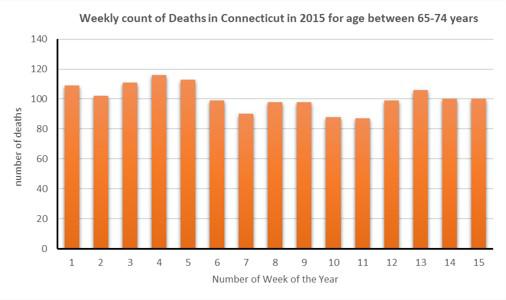 Weekly count of Deaths in Connecticut in 2015 for age between 65-74 years
140
120
100
80
60
40
20
0
number of deaths
1 2 3 4 5 6 7 8 9 10 11 12 13 14 15
Number of Week of the Year